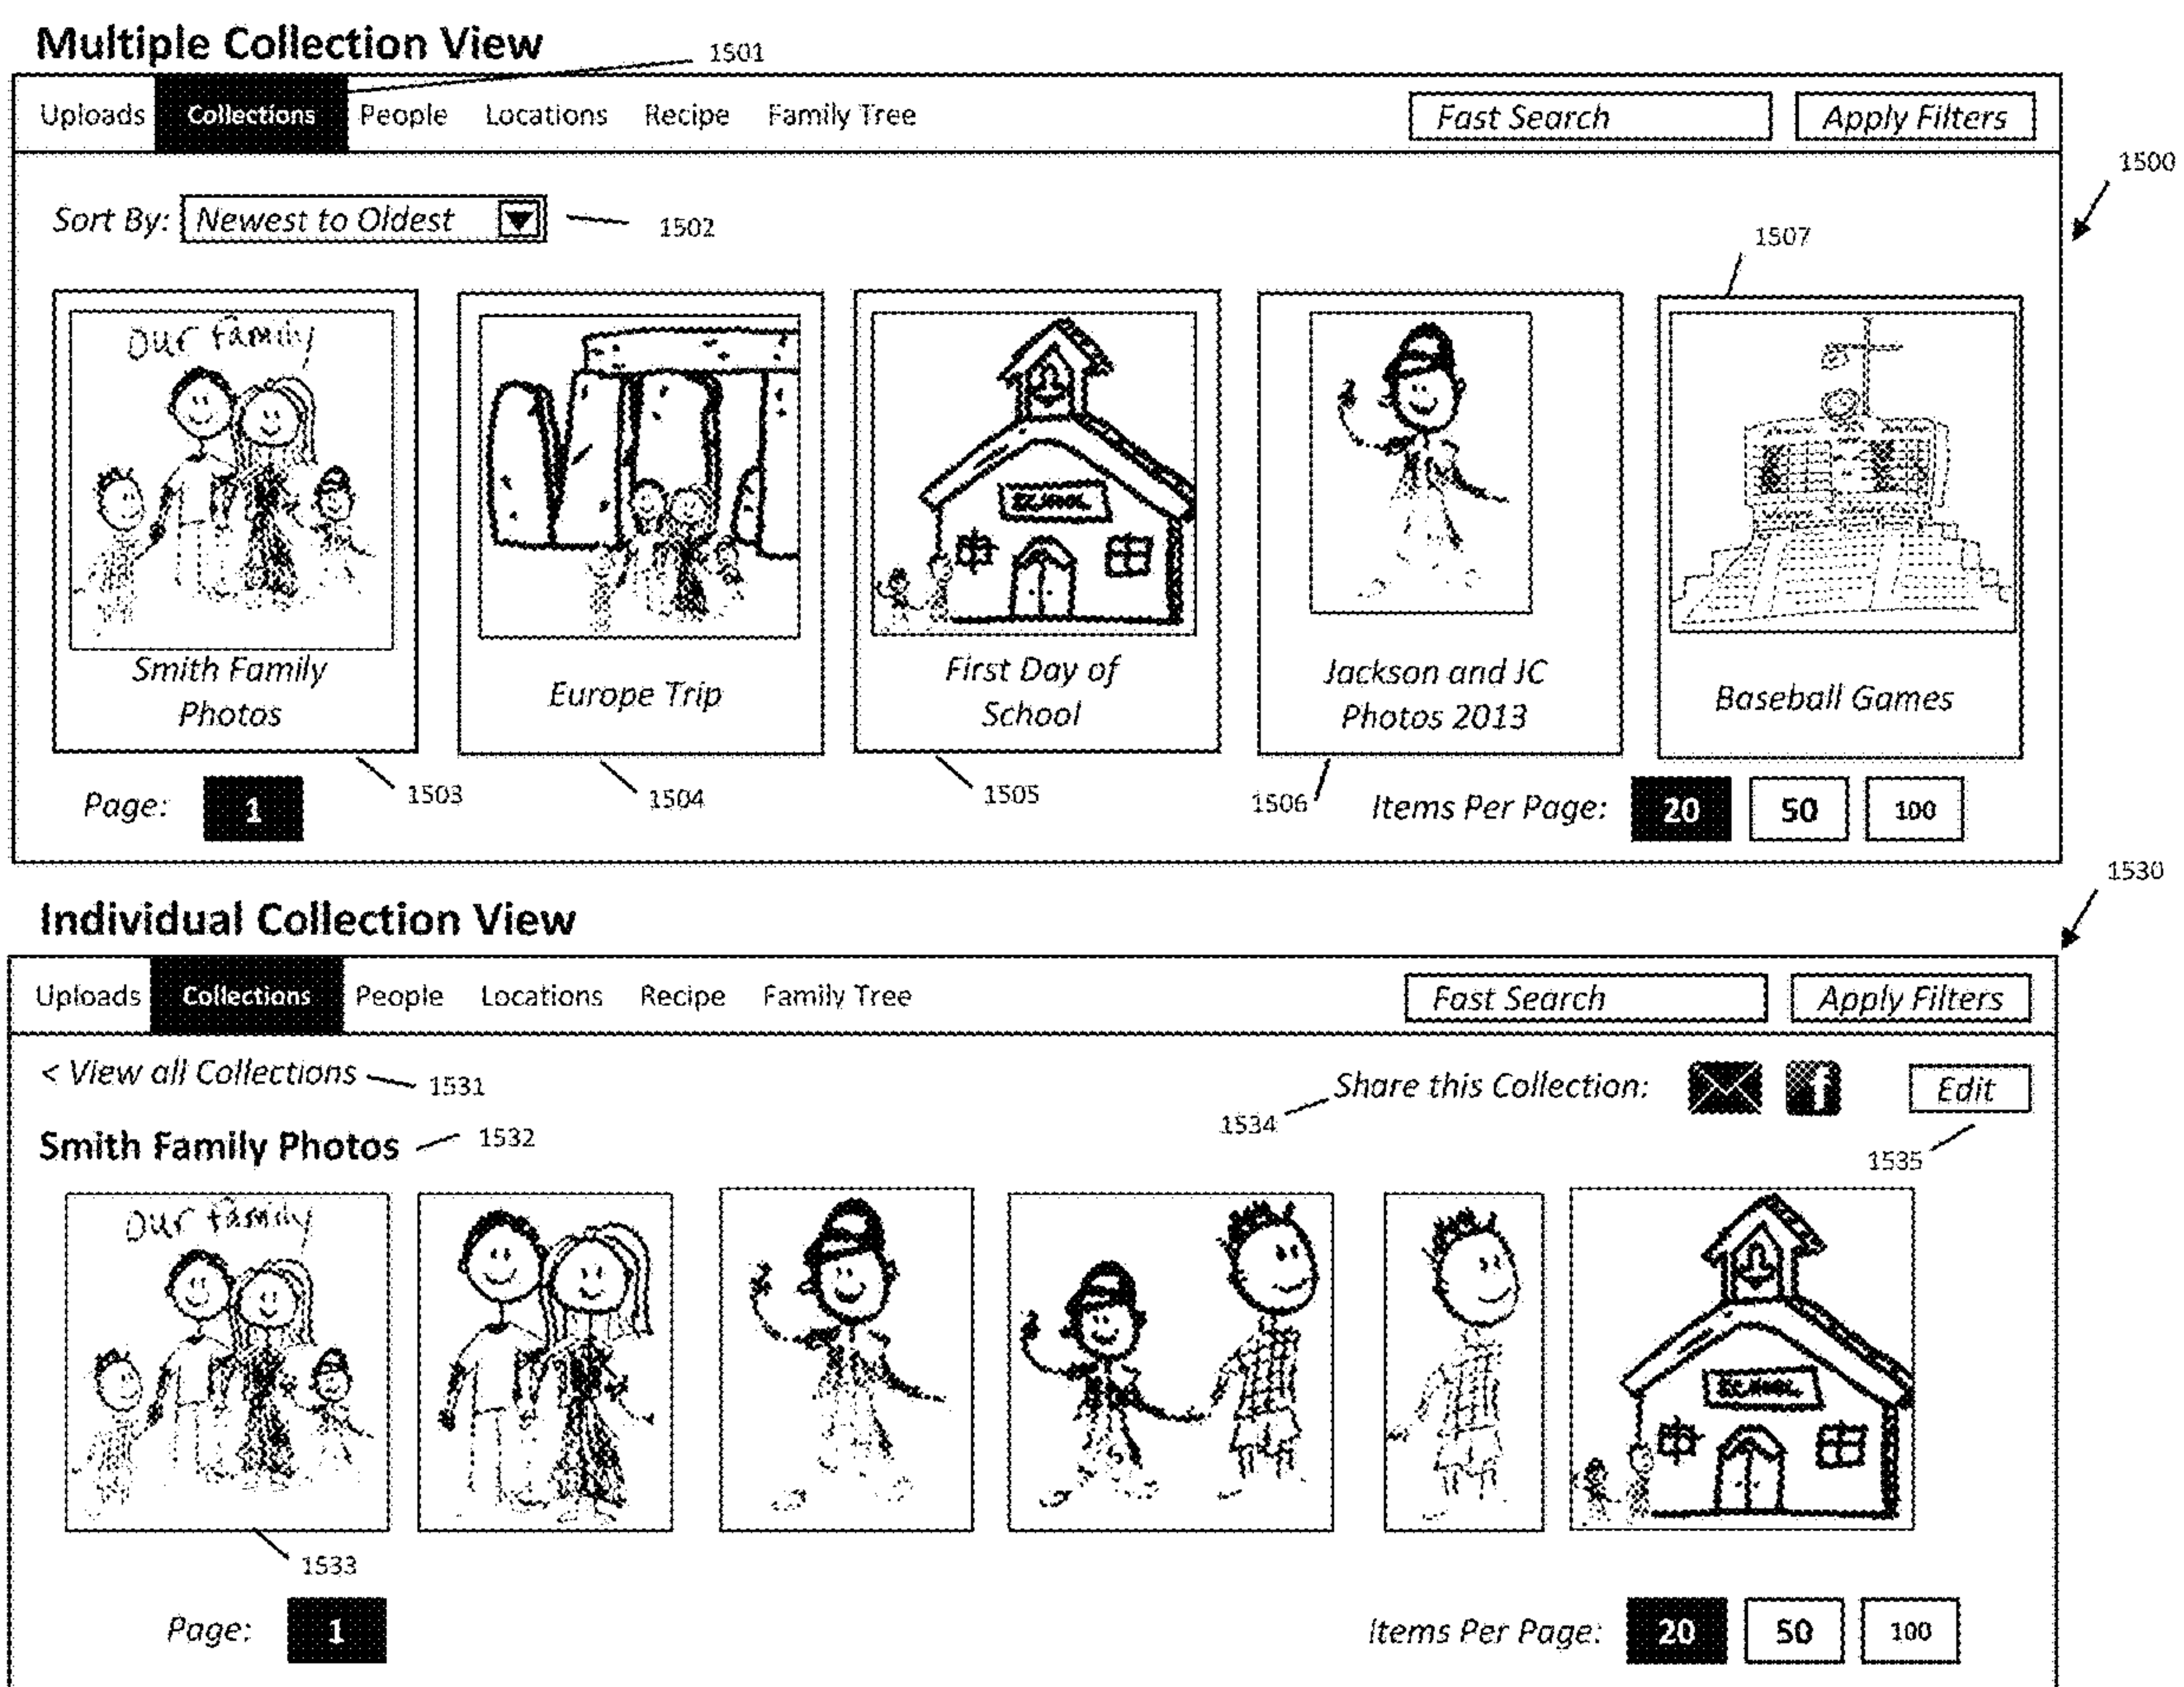 Multiple Collection View
1501
Uploads Collections People Locations Recipe Family Tree Fast Search Apply Filters
1500
Sort By: Newest to Oldest 1502
1507
our family
SCHOOL
Smith Family
Photos
Europe Trip
First Day of
School
Jackson and JC
Photos 2013
Baseball Games
1503 1504 1505 1506
Page: 1 Items Per Page: 20 50 100
1530
Individual Collection View
Uploads Collections People Locations Recipe Family Tree Fast Search Apply Filters
< View all Collections 1531
1534 Share this Collection: f Edit
Smith Family Photos 1532
1535
our family
SCHOOL
1533
Page: 1 Items Per Page: 20 50 100